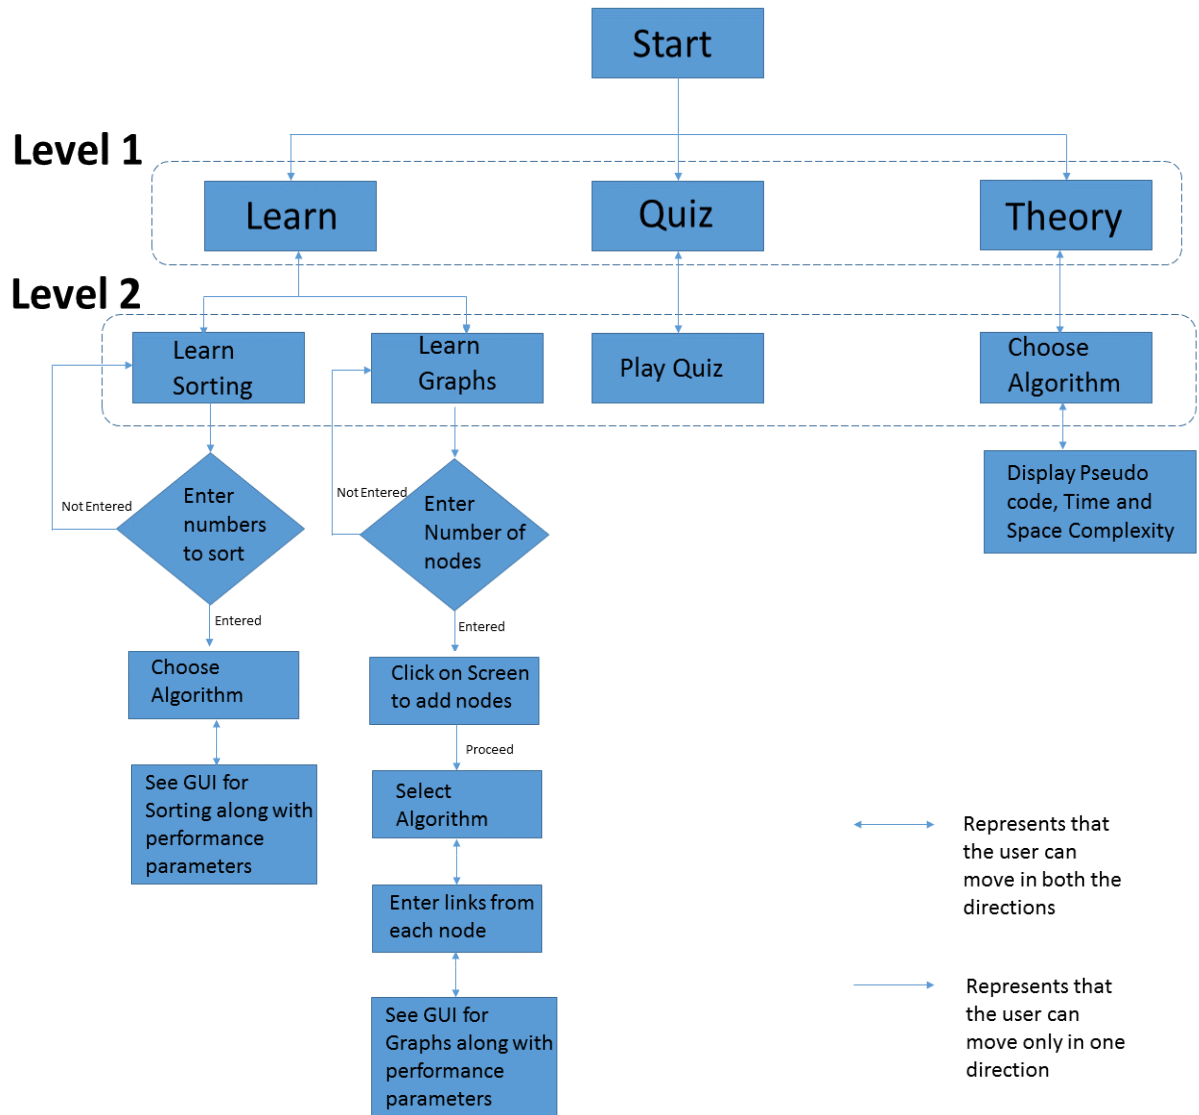 Start
Level 1
Learn
Quiz
Theory
Level 2
Learn
Sorting
Learn
Graphs
Play Quiz
Choose
Algorithm
Not Entered
Enter
numbers
to sort
Not Entered
Enter
Number of
nodes
Display Pseudo
code, Time and
Space Complexity
Entered
Entered
Choose
Algorithm
Click on Screen
to add nodes
Proceed
See GUI for
Sorting along with
performance
parameters
Select
Algorithm
Enter links from
each node
See GUI for
Graphs along with
performance
parameters
Represents that
the user can
move in both the
directions
Represents that
the user can
move only in one
direction